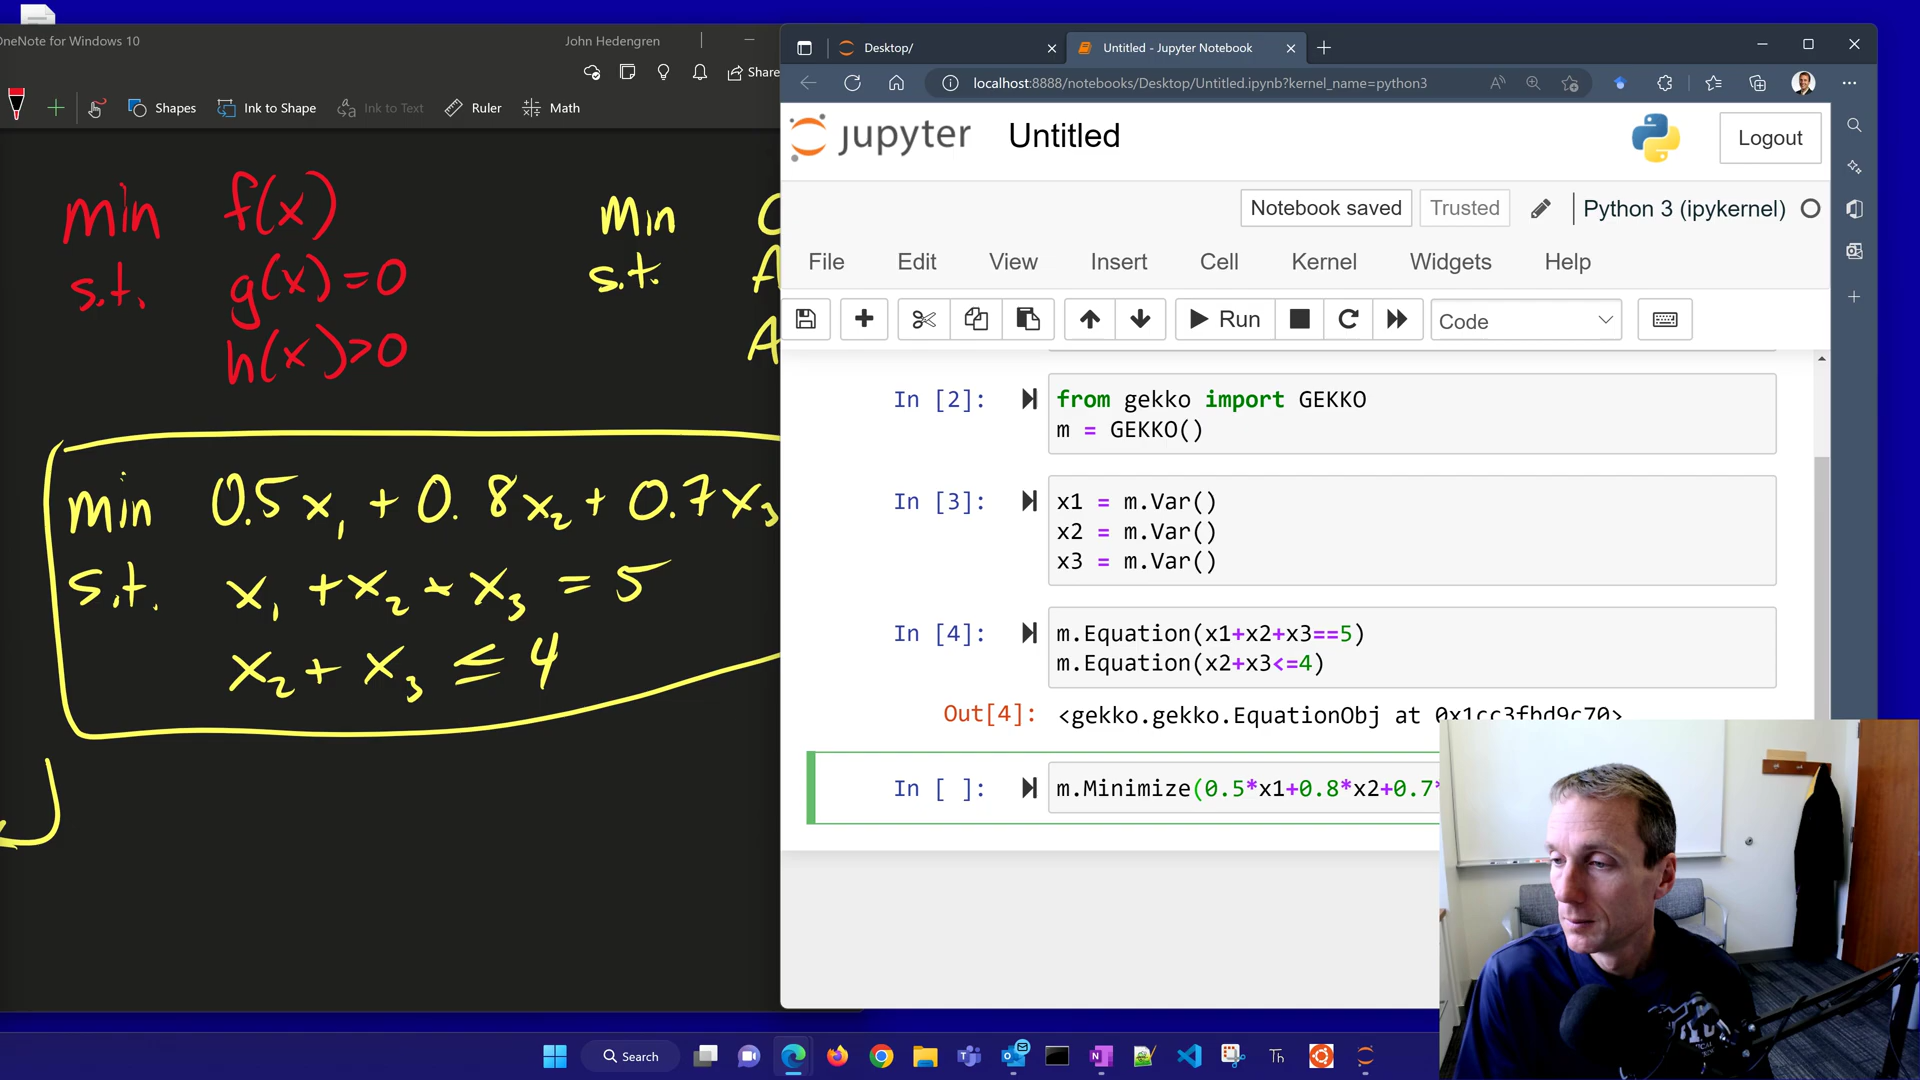 OneNote for Windows 10
John Hedengren
Share
Shapes
Ink to Shape
Ink to Text
Ruler
Math
min f(x)
s.t. g(x)=0
h(x)>0
min
s.t.
A
min 0.5x₁ + 0.8x₂ + 0.7x₃
s.t. x₁ + x₂ + x₃ = 5
x₂ + x₃ ≤ 4
Desktop/
Untitled - Jupyter Notebook
localhost:8888/notebooks/Desktop/Untitled.ipynb?kernel_name=python3
jupyter Untitled
Logout
Notebook saved
Trusted
Python 3 (ipykernel)
File Edit View Insert Cell Kernel Widgets Help
Run
Code
In [2]: from gekko import GEKKO
m = GEKKO()
In [3]: x1 = m.Var()
x2 = m.Var()
x3 = m.Var()
In [4]: m.Equation(x1+x2+x3==5)
m.Equation(x2+x3<=4)
Out[4]: <gekko.gekko.EquationObj at 0x1cc3fbd9c70>
In [ ]: m.Minimize(0.5*x1+0.8*x2+0.7*
Search
Th